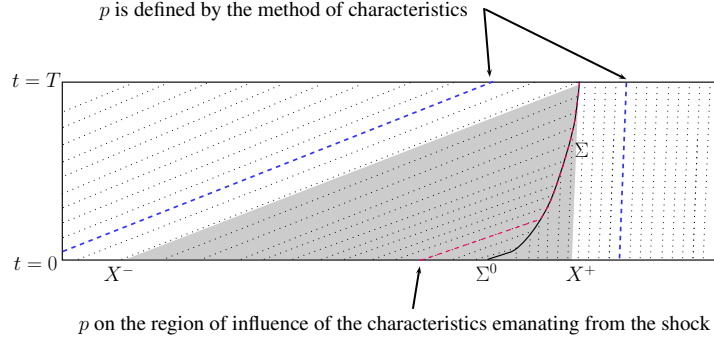 p is defined by the method of characteristics
t = T
Σ
t = 0
X⁻
Σ⁰
X⁺
p on the region of influence of the characteristics emanating from the shock